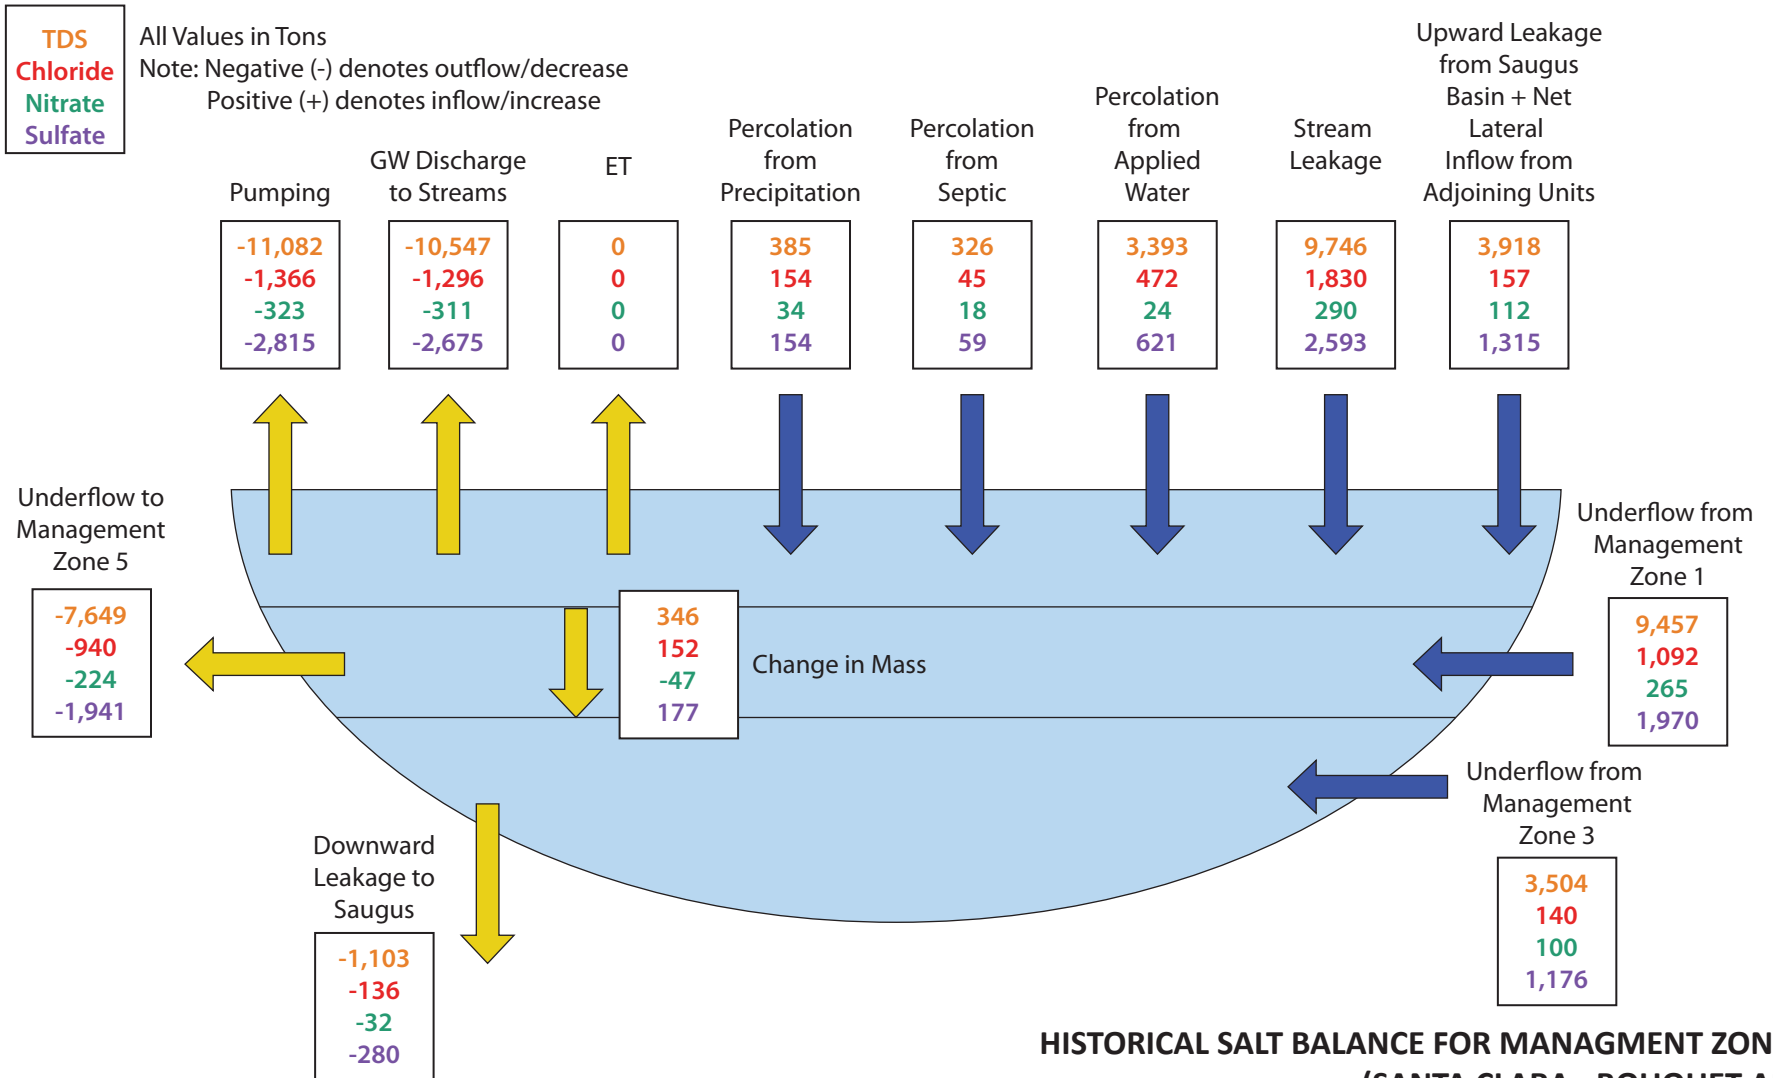 TDS
Chloride
Nitrate
Sulfate
All Values in Tons
Note: Negative (-) denotes outflow/decrease
Positive (+) denotes inflow/increase
Pumping
-11,082
-1,366
-323
-2,815
GW Discharge
to Streams
-10,547
-1,296
-311
-2,675
ET
0
0
0
0
Percolation
from
Precipitation
385
154
34
154
Percolation
from
Septic
326
45
18
59
Percolation
from
Applied
Water
3,393
472
24
621
Stream
Leakage
9,746
1,830
290
2,593
Upward Leakage
from Saugus
Basin + Net
Lateral
Inflow from
Adjoining Units
3,918
157
112
1,315
Underflow to
Management
Zone 5
-7,649
-940
-224
-1,941
346
152
-47
177
Change in Mass
Underflow from
Management
Zone 1
9,457
1,092
265
1,970
Underflow from
Management
Zone 3
3,504
140
100
1,176
Downward
Leakage to
Saugus
-1,103
-136
-32
-280
HISTORICAL SALT BALANCE FOR MANAGMENT ZON